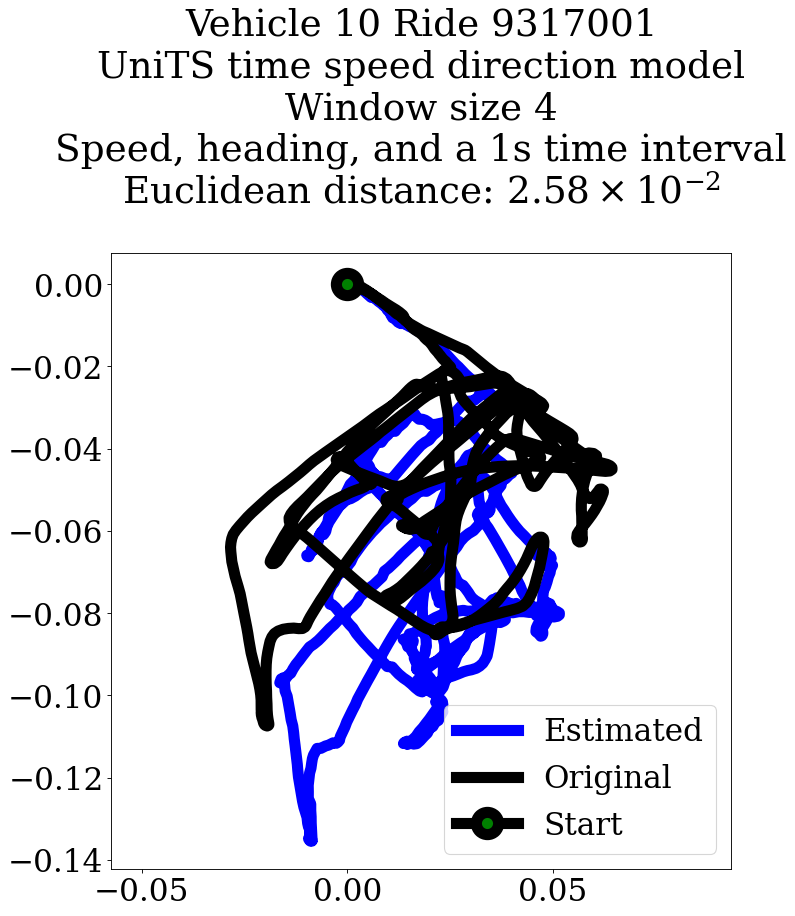 Vehicle 10 Ride 9317001
UniTS time speed direction model
Window size 4
Speed, heading, and a 1s time interval
Euclidean distance: 2.58 × 10⁻²
0.00
−0.02
−0.04
−0.06
−0.08
−0.10
−0.12
−0.14
Estimated
Original
Start
−0.05 0.00 0.05